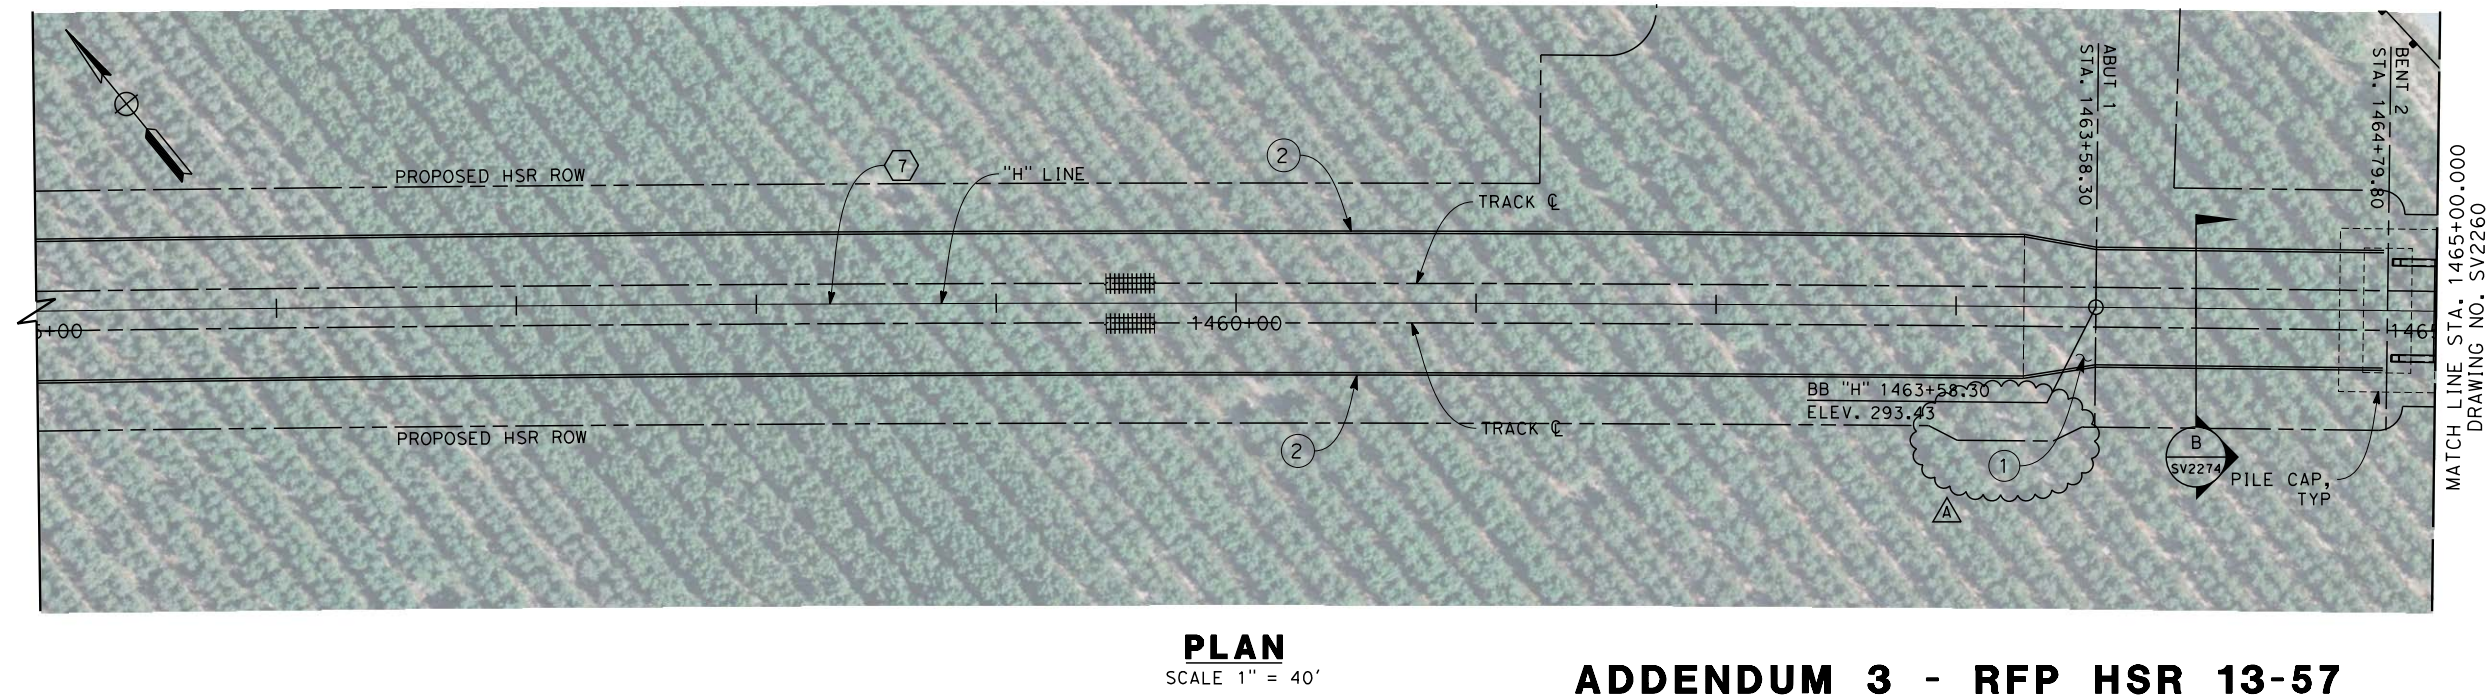 ABUT 1
STA. 1463+58.30
BENT 2
STA. 1464+79.80
PROPOSED HSR ROW
7
"H" LINE
2
TRACK ℄
MATCH LINE STA. 1465+00.000
DRAWING NO. SV2260
+00
1460+00
146
BB "H" 1463+58.30
ELEV. 293.43
PROPOSED HSR ROW
TRACK ℄
2
1
B
SV2274
PILE CAP,
TYP
A
PLAN
SCALE 1" = 40'
ADDENDUM 3 - RFP HSR 13-57